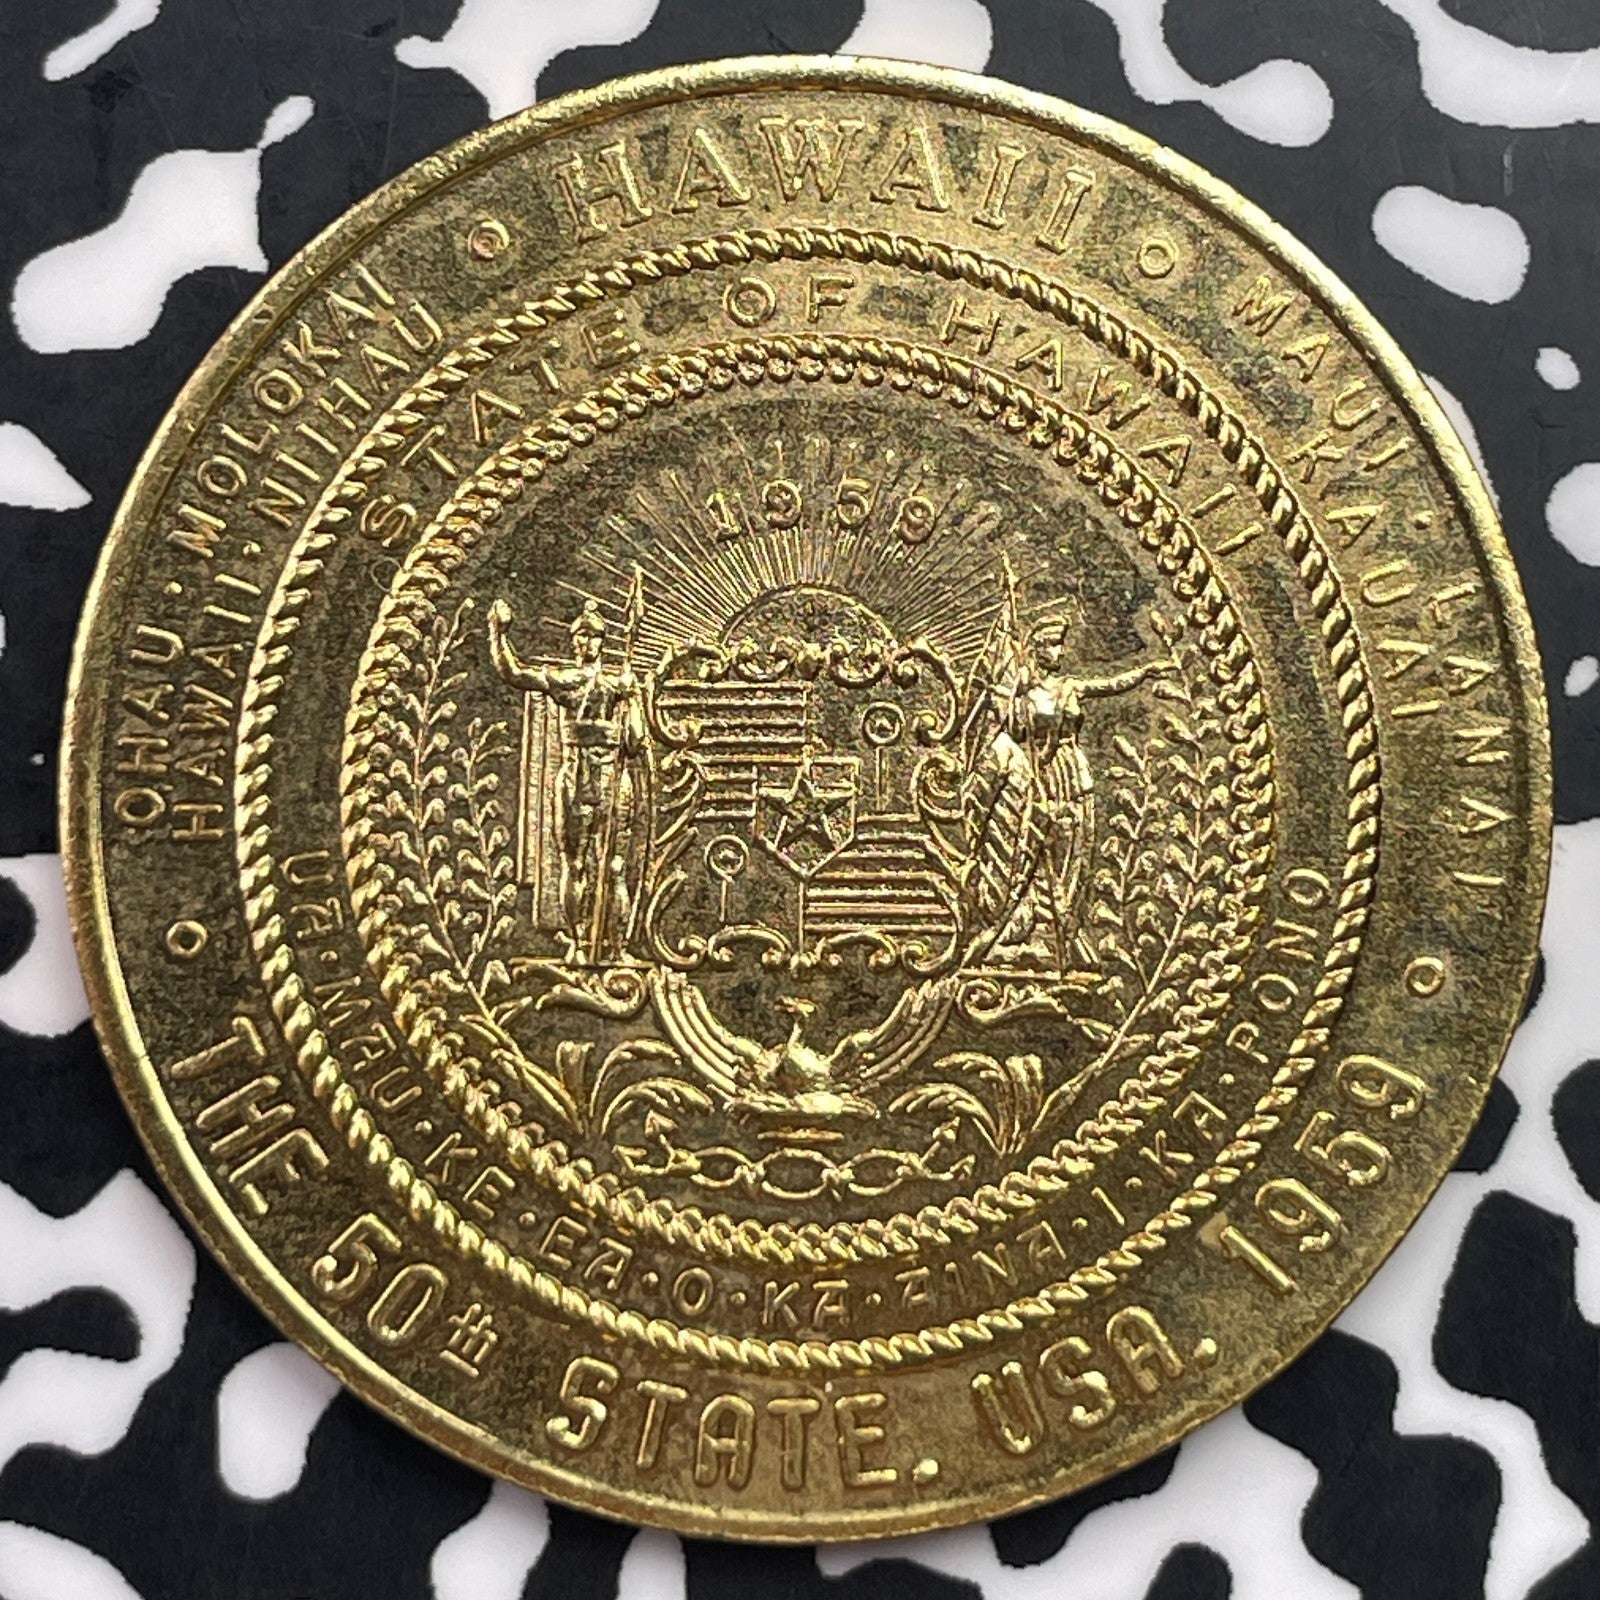 • HAWAII •
OHAU • MOLOKAI
HAWAII • NIIHAU
MAUI • LANAI
KAUAI
STATE OF HAWAII
1959
UA • MAU • KE • EA • O • KA • AINA • I • KA • PONO
THE 50th STATE. USA. 1959